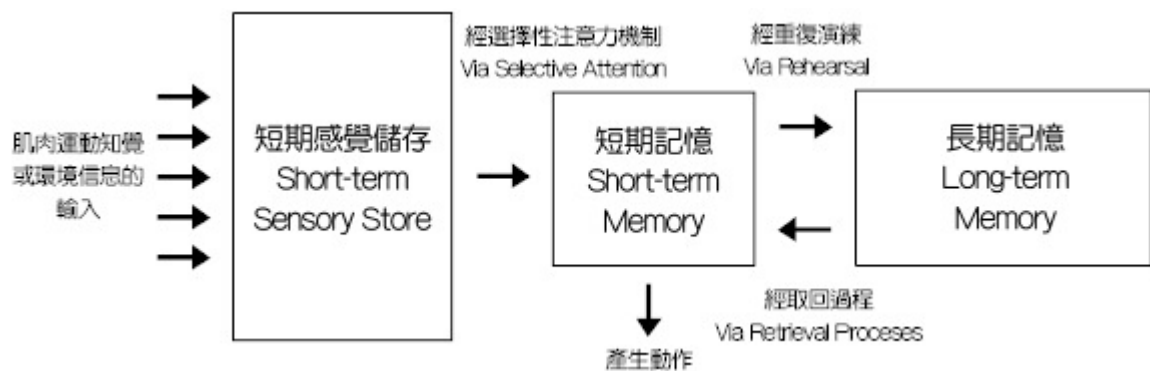 肌肉運動知覺
或環境信息的
輸入
短期感覺儲存
Short-term
Sensory Store
經選擇性注意力機制
Via Selective Attention
短期記憶
Short-term
Memory
經重復演練
Via Rehearsal
長期記憶
Long-term
Memory
經取回過程
Via Retrieval Proceses
產生動作